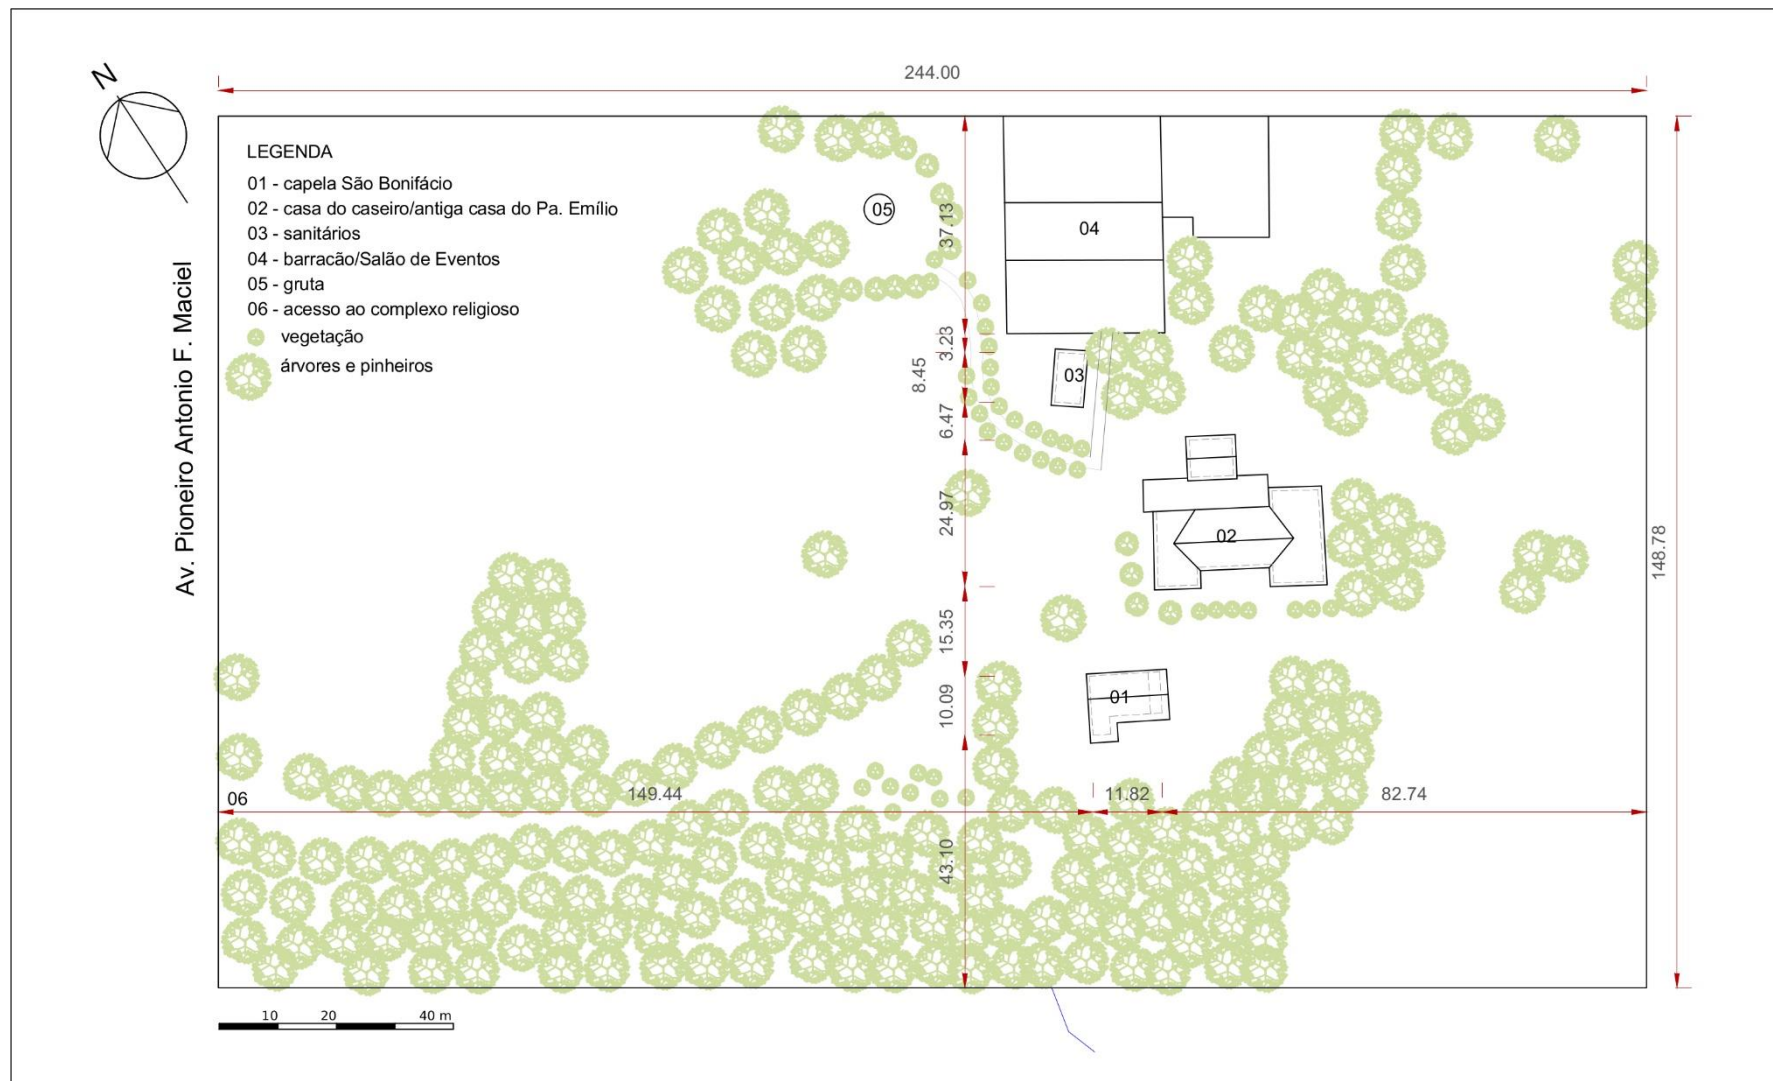 N
244.00
LEGENDA
01 - capela São Bonifácio
02 - casa do caseiro/antiga casa do Pa. Emílio
03 - sanitários
04 - barracão/Salão de Eventos
05 - gruta
06 - acesso ao complexo religioso
vegetação
árvores e pinheiros
Av. Pioneiro Antonio F. Maciel
05
37.13
04
3.23
8.45
03
6.47
24.97
02
148.78
15.35
01
10.09
06
149.44
11.82
82.74
43.10
10 20 40 m